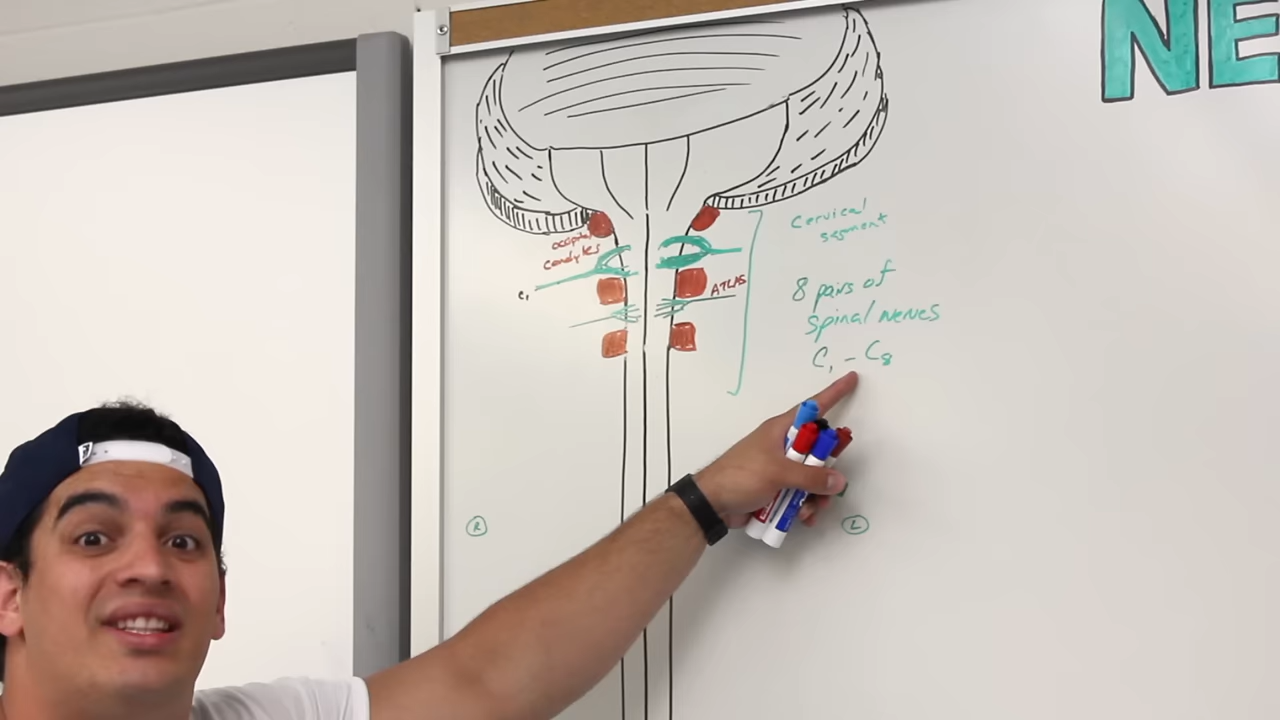 NE
Cervical
segment
occipital
condyles
C1
ATLAS
8 pairs of
spinal nerves
C1 - C8
R
L